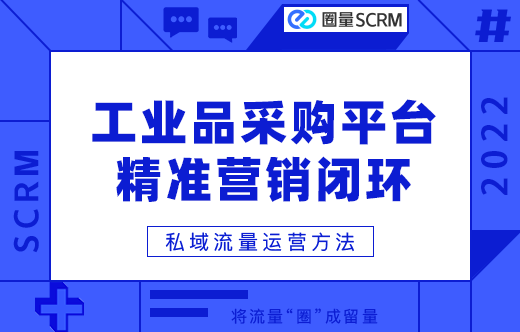 圈量SCRM
#
工业品采购平台
精准营销闭环
私域流量运营方法
SCRM
2022
将流量“圈”成留量